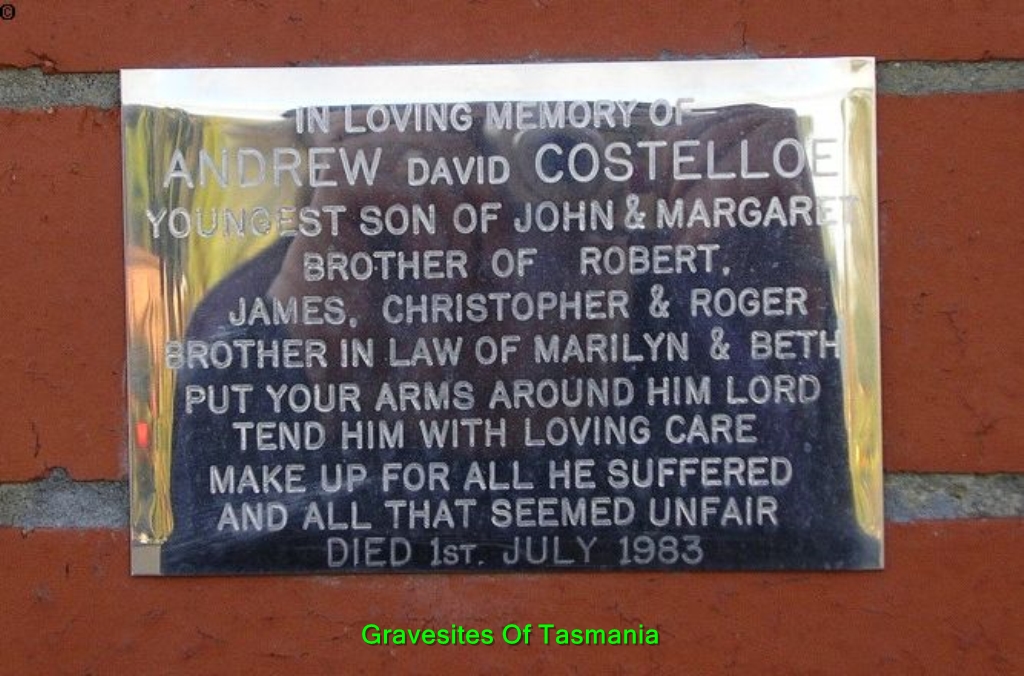 ©
IN LOVING MEMORY OF
ANDREW DAVID COSTELLOE
YOUNGEST SON OF JOHN & MARGARET
BROTHER OF ROBERT,
JAMES, CHRISTOPHER & ROGER
BROTHER IN LAW OF MARILYN & BETH
PUT YOUR ARMS AROUND HIM LORD
TEND HIM WITH LOVING CARE
MAKE UP FOR ALL HE SUFFERED
AND ALL THAT SEEMED UNFAIR
DIED 1ST. JULY 1983
Gravesites Of Tasmania